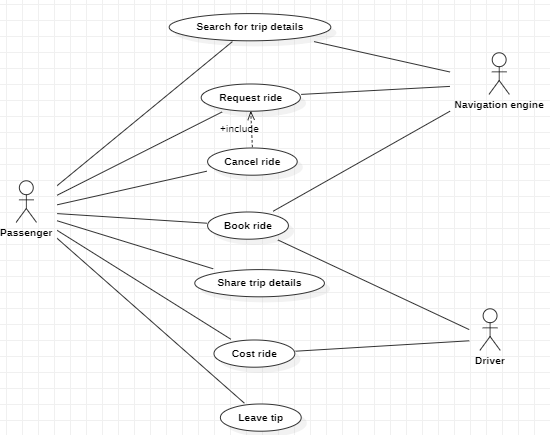 Search for trip details
Navigation engine
Request ride
+include
Cancel ride
Passenger
Book ride
Share trip details
Cost ride
Driver
Leave tip